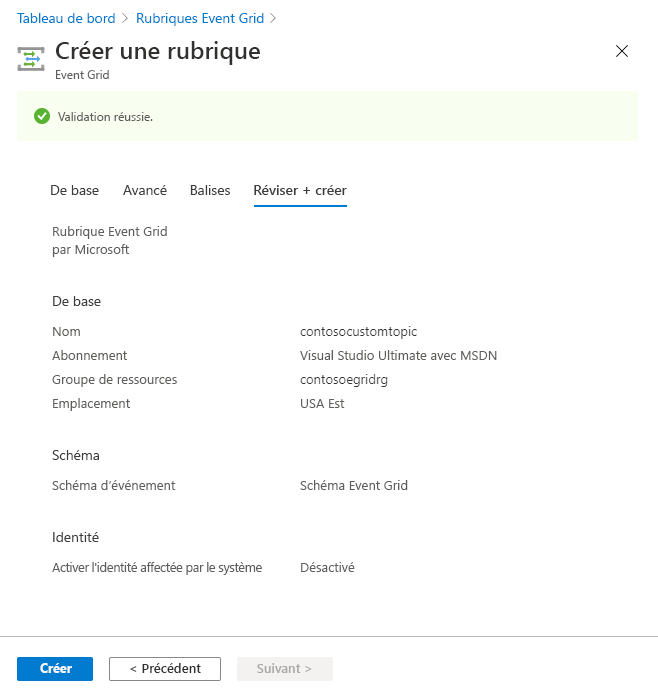 Tableau de bord > Rubriques Event Grid >
Créer une rubrique
Event Grid
Validation réussie.
De base Avancé Balises Réviser + créer
Rubrique Event Grid
par Microsoft
De base
Nom contosocustomtopic
Abonnement Visual Studio Ultimate avec MSDN
Groupe de ressources contosoegridrg
Emplacement USA Est
Schéma
Schéma d’événement Schéma Event Grid
Identité
Activer l'identité affectée par le système Désactivé
Créer < Précédent Suivant >